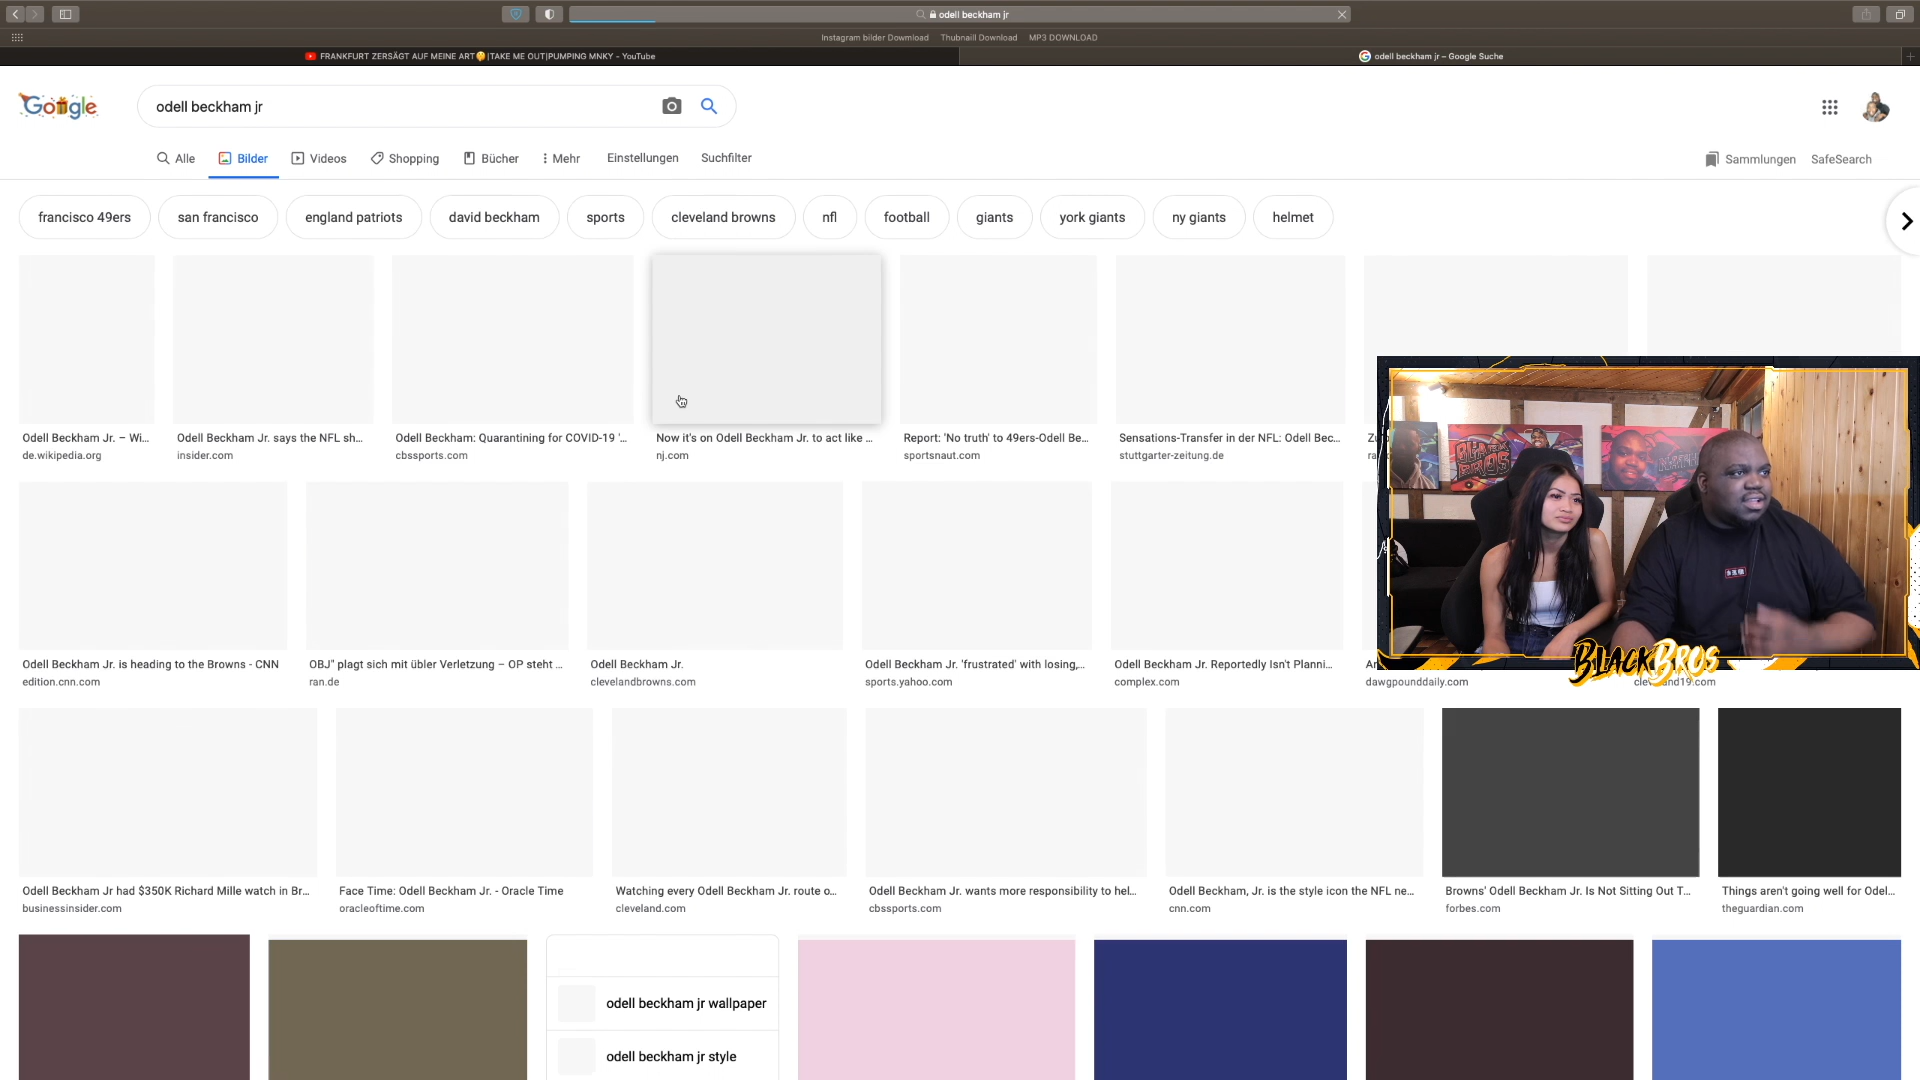 odell beckham jr
Instagram bilder Download Thubnaill Download MP3 DOWNLOAD
FRANKFURT ZERSÄGT AUF MEINE ART🤔|TAKE ME OUT|PUMPING MNKY - YouTube
odell beckham jr – Google Suche
Google
odell beckham jr
Alle Bilder Videos Shopping Bücher Mehr Einstellungen Suchfilter
Sammlungen SafeSearch
francisco 49ers san francisco england patriots david beckham sports cleveland browns nfl football giants york giants ny giants helmet
Odell Beckham Jr. – Wi... Odell Beckham Jr. says the NFL sh... Odell Beckham: Quarantining for COVID-19 '... Now it's on Odell Beckham Jr. to act like ... Report: 'No truth' to 49ers-Odell Be... Sensations-Transfer in der NFL: Odell Bec...
de.wikipedia.org insider.com cbssports.com nj.com sportsnaut.com stuttgarter-zeitung.de
BLACK BROS
Odell Beckham Jr. is heading to the Browns - CNN OBJ" plagt sich mit übler Verletzung – OP steht ... Odell Beckham Jr. Odell Beckham Jr. 'frustrated' with losing,... Odell Beckham Jr. Reportedly Isn't Planni...
BLACKBROS
edition.cnn.com ran.de clevelandbrowns.com sports.yahoo.com complex.com dawgpounddaily.com
Odell Beckham Jr had $350K Richard Mille watch in Br... Face Time: Odell Beckham Jr. - Oracle Time Watching every Odell Beckham Jr. route o... Odell Beckham Jr. wants more responsibility to hel... Odell Beckham, Jr. is the style icon the NFL ne... Browns' Odell Beckham Jr. Is Not Sitting Out T... Things aren't going well for Odel...
businessinsider.com oracleoftime.com cleveland.com cbssports.com cnn.com forbes.com theguardian.com
odell beckham jr wallpaper
odell beckham jr style